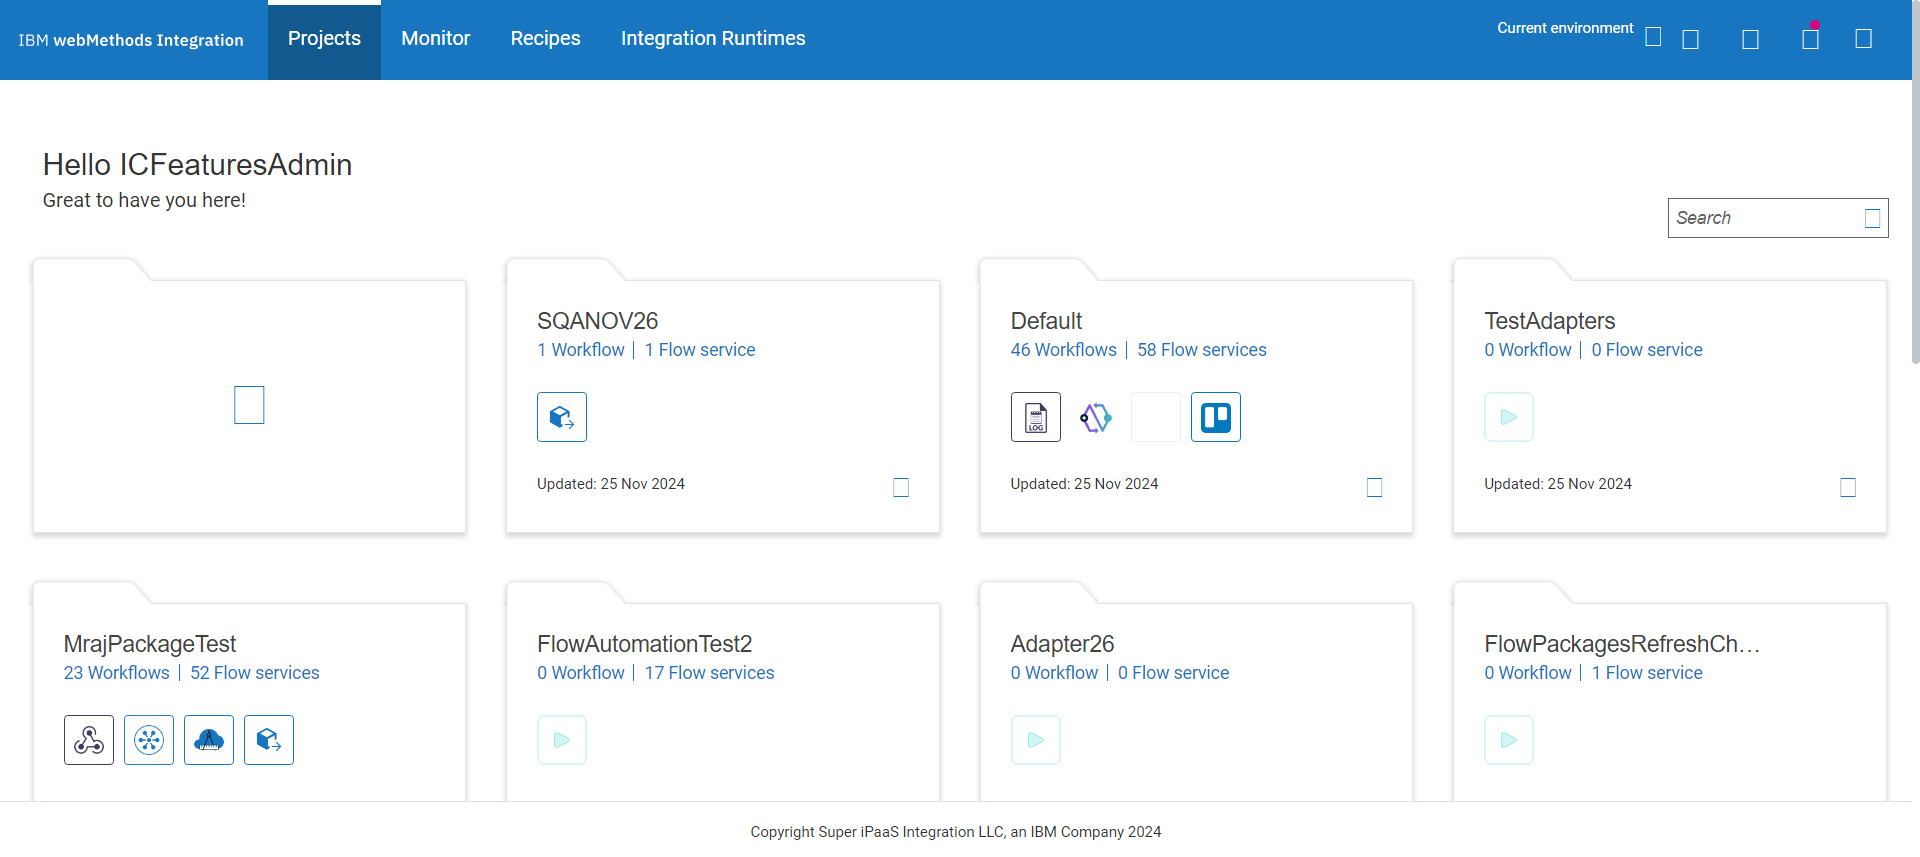 IBM webMethods Integration
Projects
Monitor
Recipes
Integration Runtimes
Current environment
Hello ICFeaturesAdmin
Great to have you here!
Search
SQANOV26
1 Workflow | 1 Flow service
Updated: 25 Nov 2024
Default
46 Workflows | 58 Flow services
LOG
Updated: 25 Nov 2024
TestAdapters
0 Workflow | 0 Flow service
Updated: 25 Nov 2024
MrajPackageTest
23 Workflows | 52 Flow services
FlowAutomationTest2
0 Workflow | 17 Flow services
Adapter26
0 Workflow | 0 Flow service
FlowPackagesRefreshCh...
0 Workflow | 1 Flow service
Copyright Super iPaaS Integration LLC, an IBM Company 2024